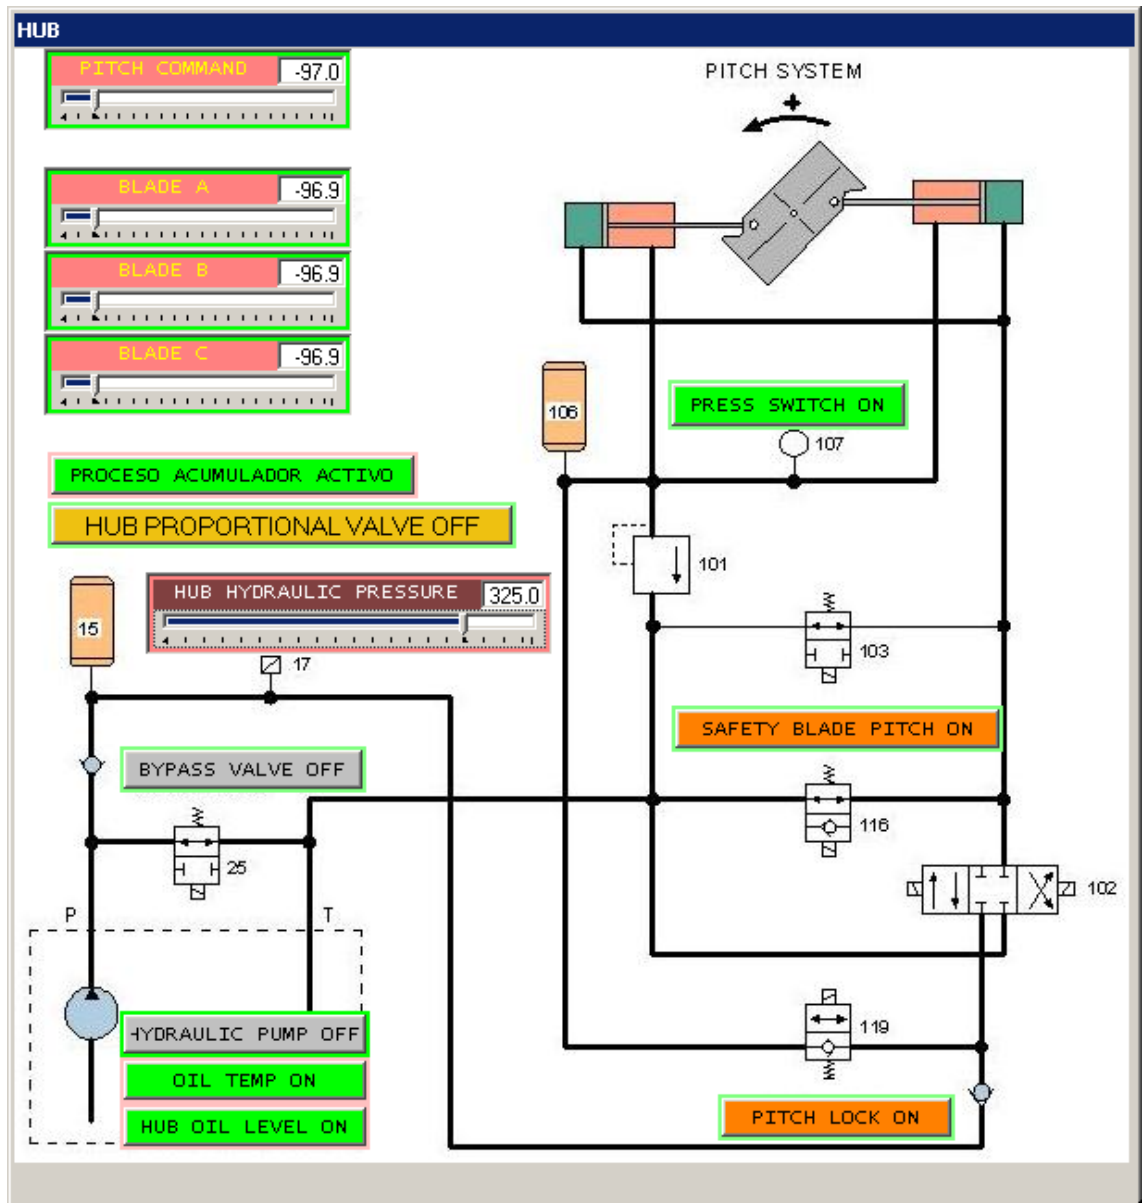 HUB
PITCH COMMAND -97.0
PITCH SYSTEM
+
BLADE A -96.9
BLADE B -96.9
BLADE C -96.9
106
PRESS SWITCH ON
107
PROCESO ACUMULADOR ACTIVO
HUB PROPORTIONAL VALVE OFF
101
HUB HYDRAULIC PRESSURE 325.0
15
17
103
SAFETY BLADE PITCH ON
BYPASS VALVE OFF
116
25
102
P
T
HYDRAULIC PUMP OFF
119
OIL TEMP ON
HUB OIL LEVEL ON
PITCH LOCK ON